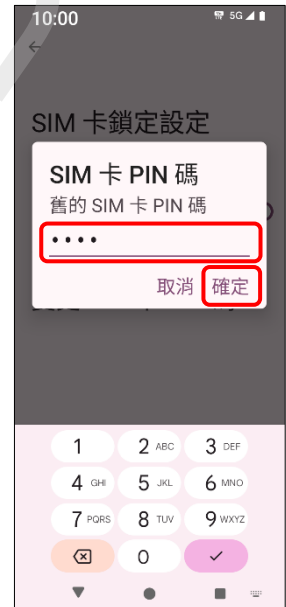 10:00 5G
SIM 卡鎖定設定
SIM 卡 PIN 碼
舊的 SIM 卡 PIN 碼
••••
取消 確定
1 2 ABC 3 DEF
4 GHI 5 JKL 6 MNO
7 PQRS 8 TUV 9 WXYZ
0